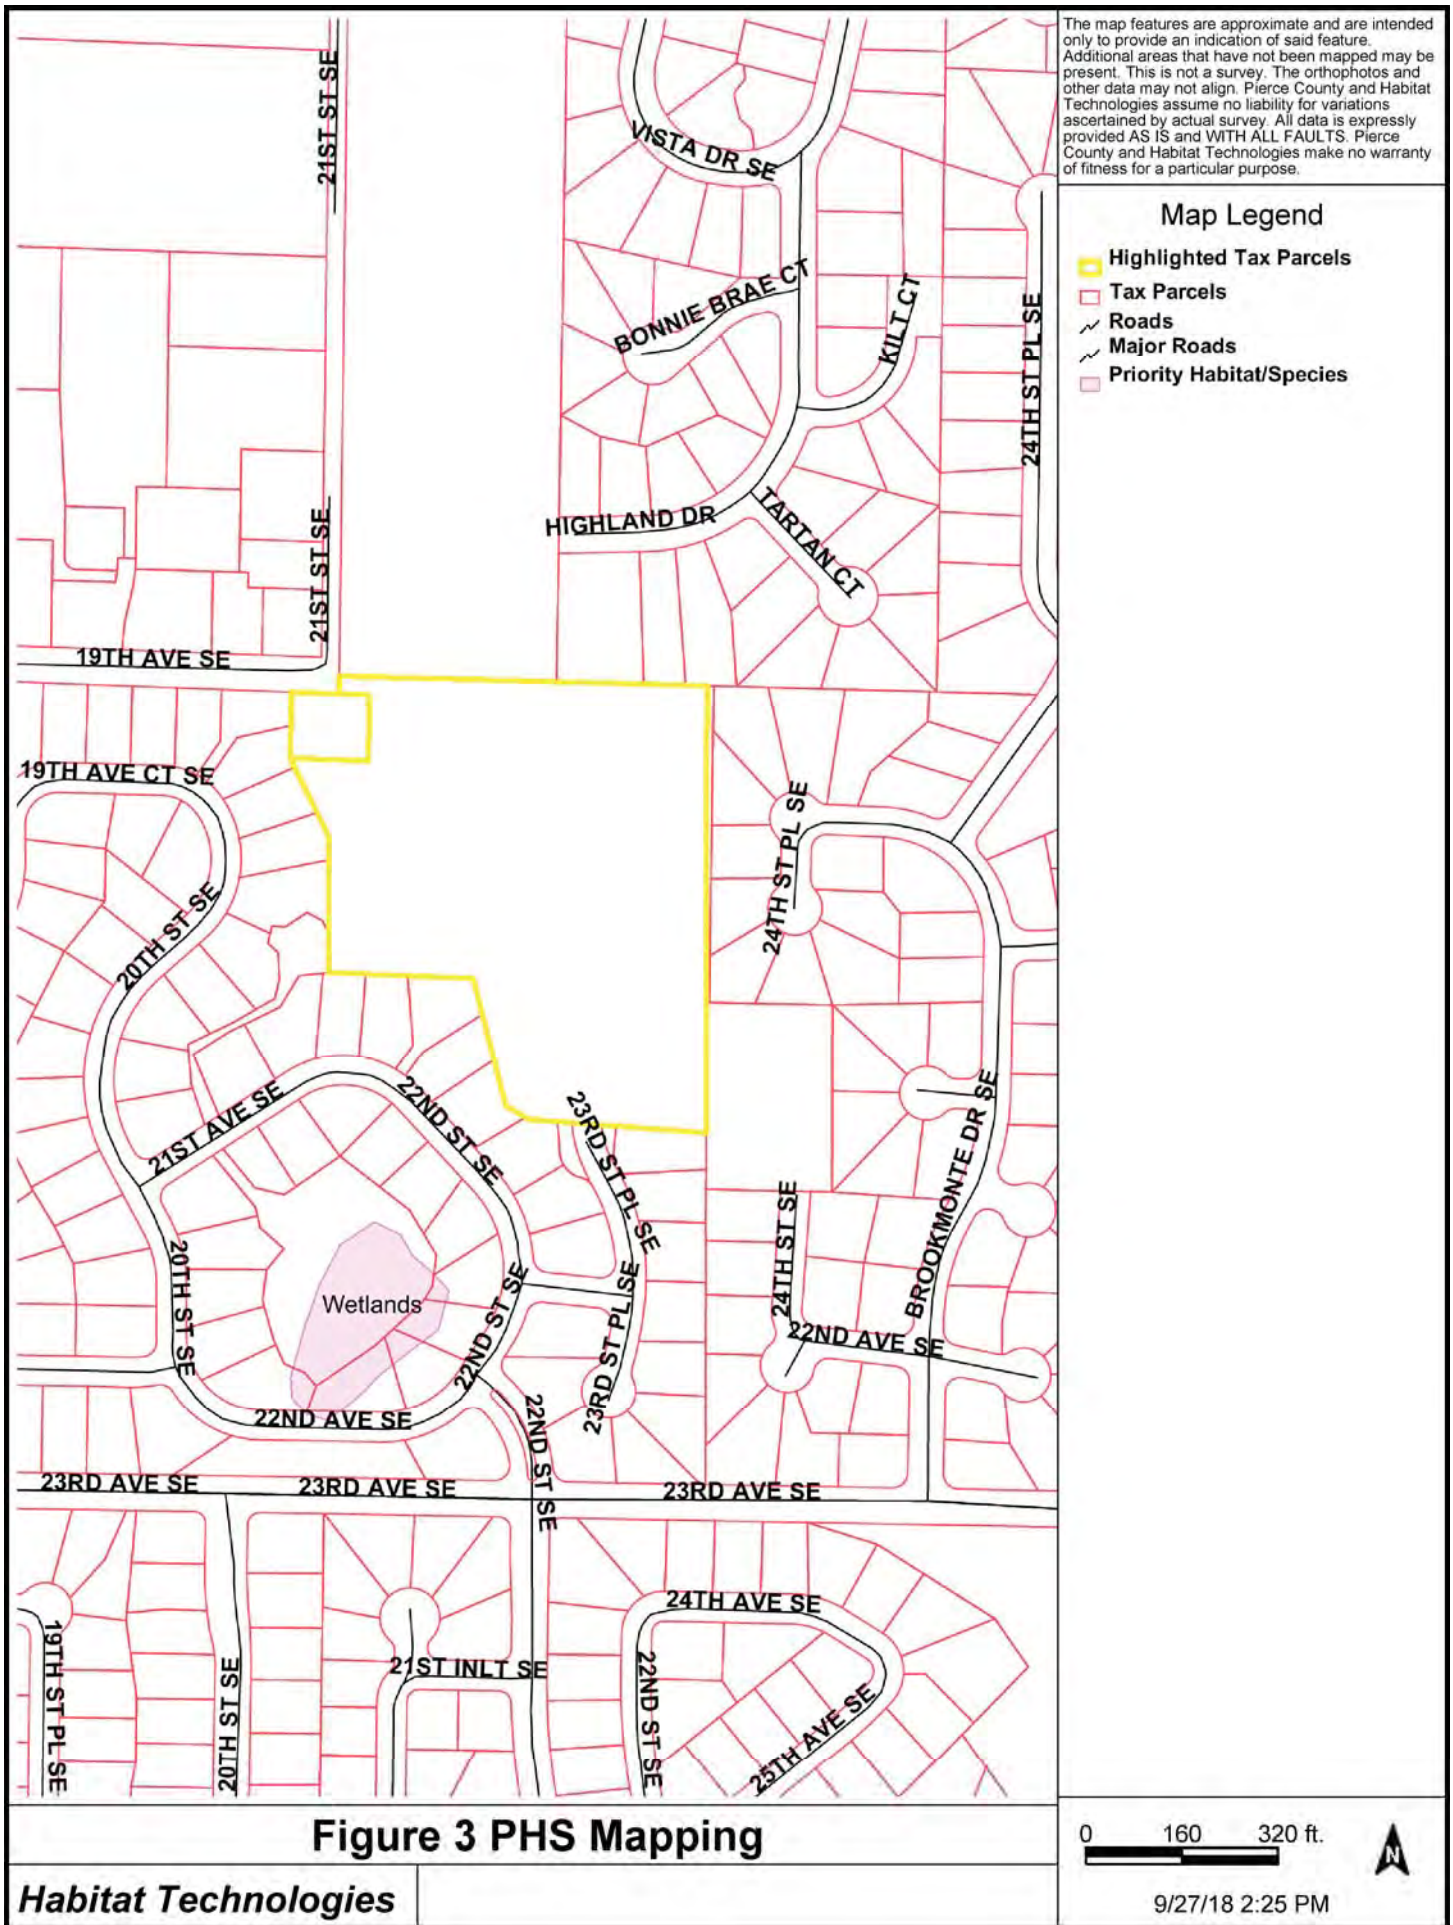 The map features are approximate and are intended
only to provide an indication of said feature.
Additional areas that have not been mapped may be
present. This is not a survey. The orthophotos and
other data may not align. Pierce County and Habitat
Technologies assume no liability for variations
ascertained by actual survey. All data is expressly
provided AS IS and WITH ALL FAULTS. Pierce
County and Habitat Technologies make no warranty
of fitness for a particular purpose.
Map Legend
Highlighted Tax Parcels
Tax Parcels
Roads
Major Roads
Priority Habitat/Species
21ST ST SE
VISTA DR SE
BONNIE BRAE CT
KILT CT
24TH ST PL SE
HIGHLAND DR
TARTAN CT
21ST ST SE
19TH AVE SE
19TH AVE CT SE
24TH ST PL SE
20TH ST SE
21ST AVE SE
22ND ST SE
23RD ST PL SE
BROOKMONTE DR SE
20TH ST SE
Wetlands
22ND ST SE
23RD ST PL SE
24TH ST SE
22ND AVE SE
22ND AVE SE
22ND ST SE
23RD AVE SE
23RD AVE SE
23RD AVE SE
24TH AVE SE
19TH ST PL SE
20TH ST SE
21ST INLT SE
22ND ST SE
25TH AVE SE
Figure 3 PHS Mapping
Habitat Technologies
0 160 320 ft.
N
9/27/18 2:25 PM